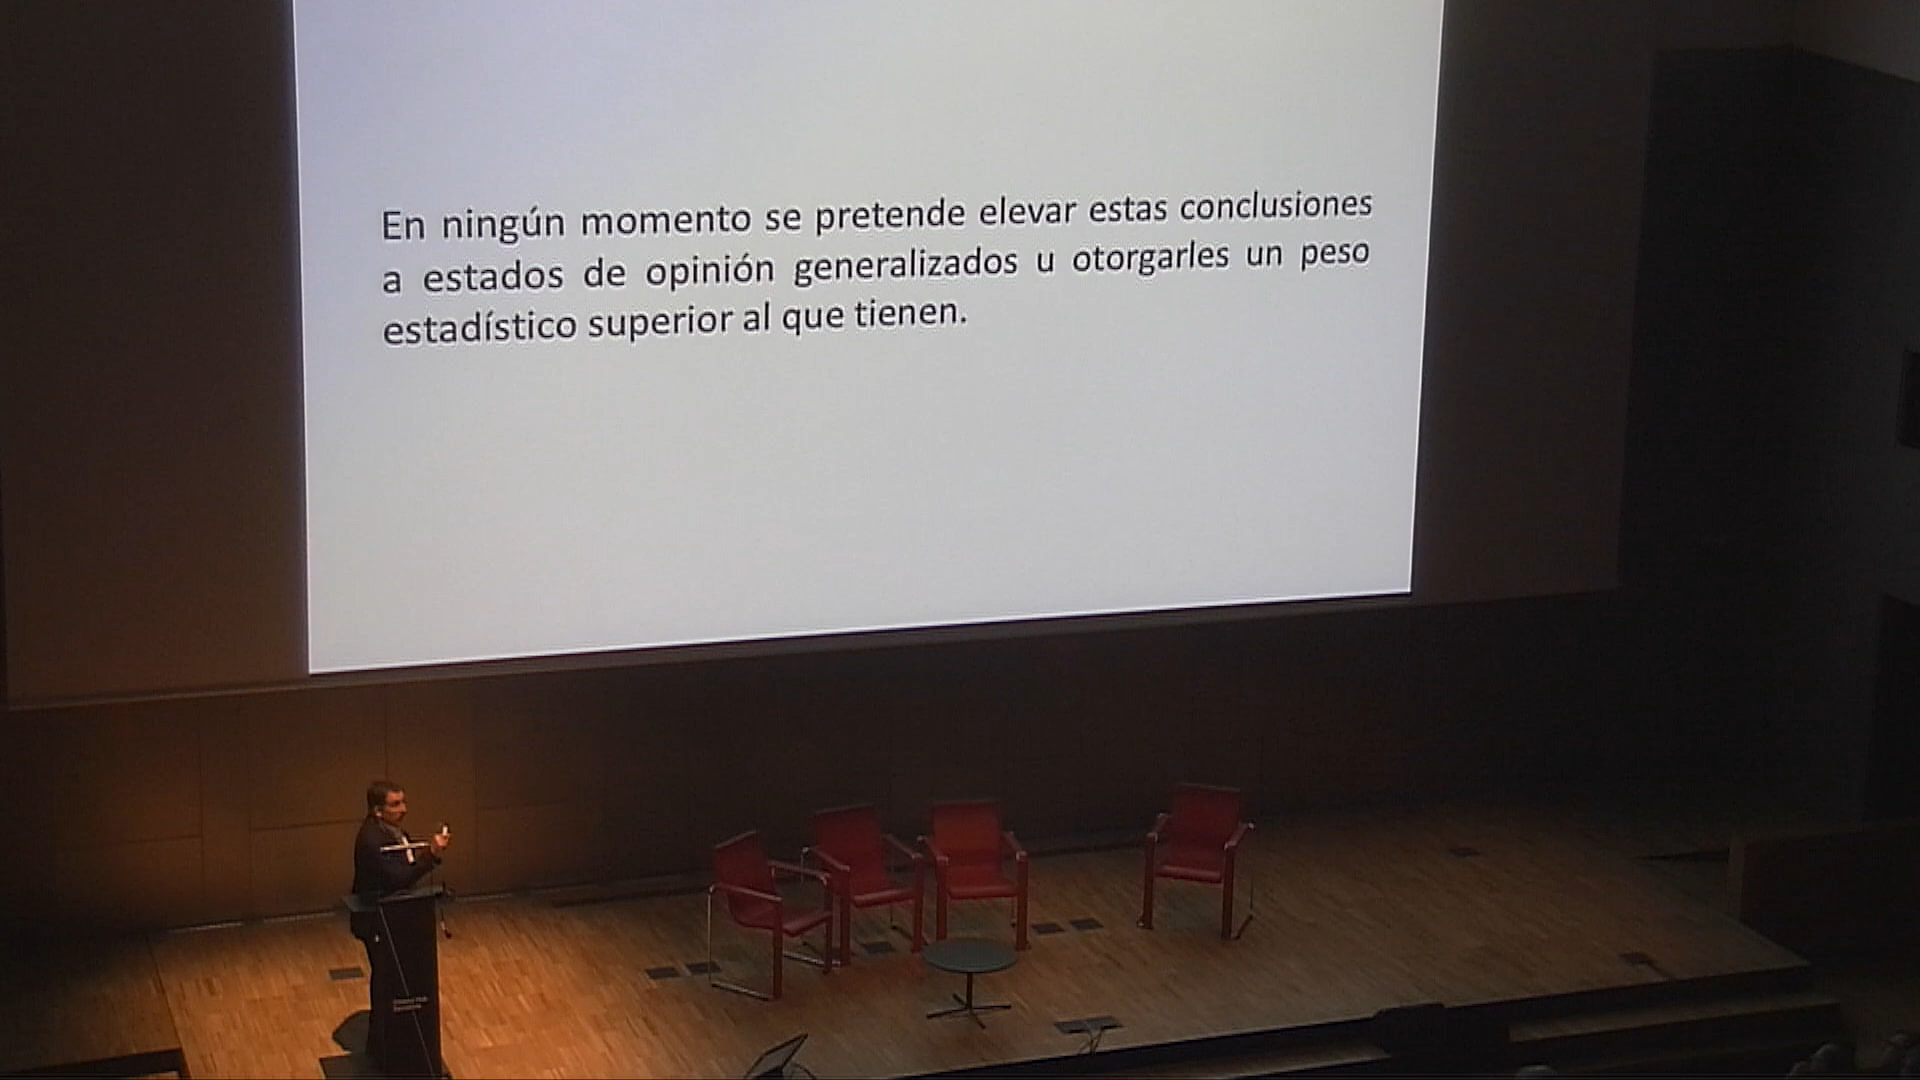 En ningún momento se pretende elevar estas conclusiones
a estados de opinión generalizados u otorgarles un peso
estadístico superior al que tienen.